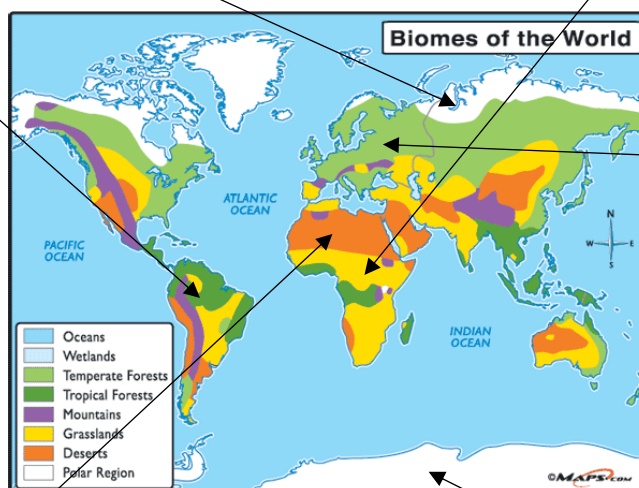 Biomes of the World
ATLANTIC
OCEAN
PACIFIC
OCEAN
N
W
E
S
INDIAN
OCEAN
Oceans
Wetlands
Temperate Forests
Tropical Forests
Mountains
Grasslands
Deserts
Polar Region
©MAPS.COM